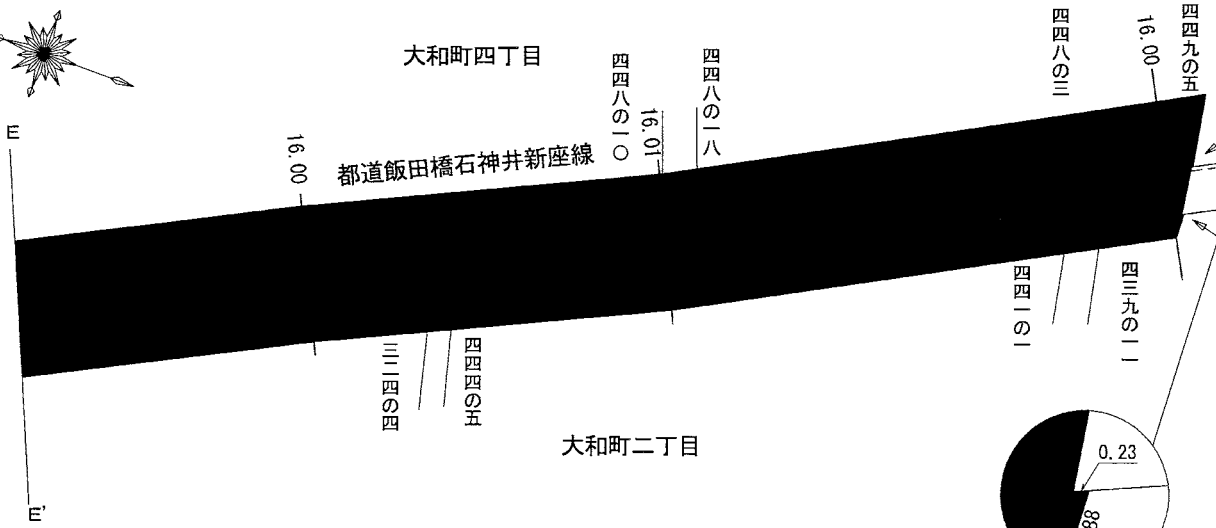 大和町四丁目
E
16.00
都道飯田橋石神井新座線
四四八の一〇
16.01
四四八の一八
四四八の三
16.00
四四九の五
三二四の四
四四四の五
四四一の一
四三九の一一
大和町二丁目
0.23
88
E'